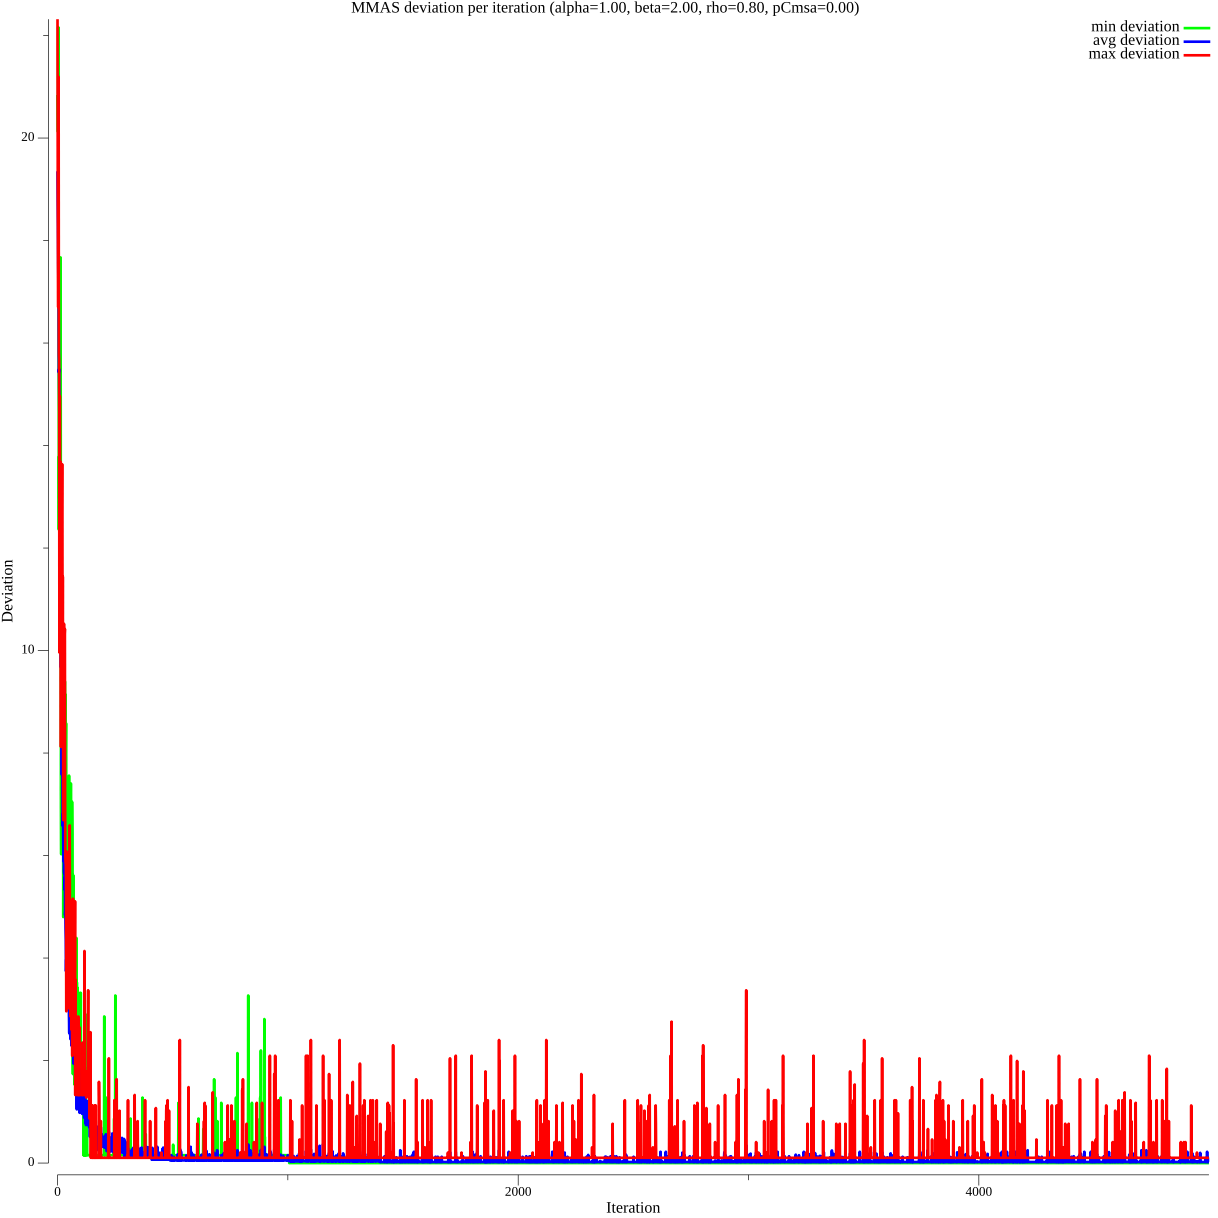 MMAS deviation per iteration (alpha=1.00, beta=2.00, rho=0.80, pCmsa=0.00)
min deviation
avg deviation
max deviation
20
10
0
Deviation
0
2000
4000
Iteration